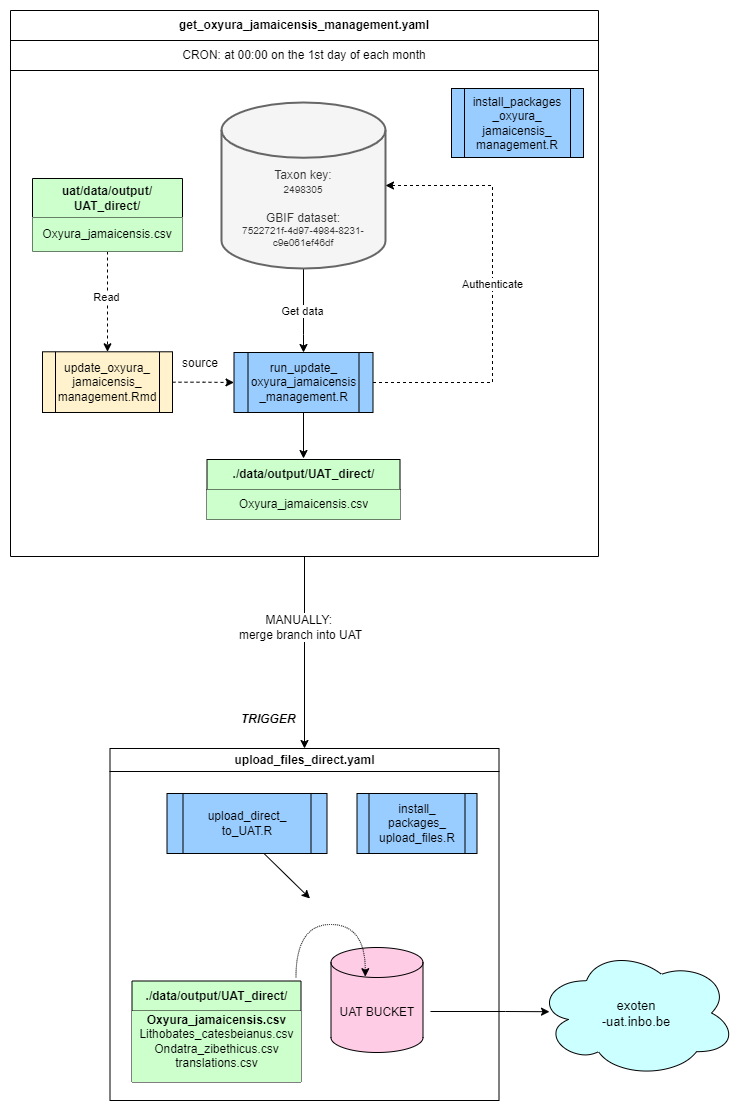 get_oxyura_jamaicensis_management.yaml
CRON: at 00:00 on the 1st day of each month
install_packages
_oxyura_
jamaicensis_
management.R
Taxon key:
2498305
GBIF dataset:
7522721f-4d97-4984-8231-
c9e061ef46df
uat/data/output/
UAT_direct/
Oxyura_jamaicensis.csv
Authenticate
Read
Get data
source
update_oxyura_
jamaicensis_
management.Rmd
run_update_
oxyura_jamaicensis
_management.R
./data/output/UAT_direct/
Oxyura_jamaicensis.csv
MANUALLY:
merge branch into UAT
TRIGGER
upload_files_direct.yaml
upload_direct_
to_UAT.R
install_
packages_
upload_files.R
./data/output/UAT_direct/
Oxyura_jamaicensis.csv
Lithobates_catesbeianus.csv
Ondatra_zibethicus.csv
translations.csv
UAT BUCKET
exoten
-uat.inbo.be